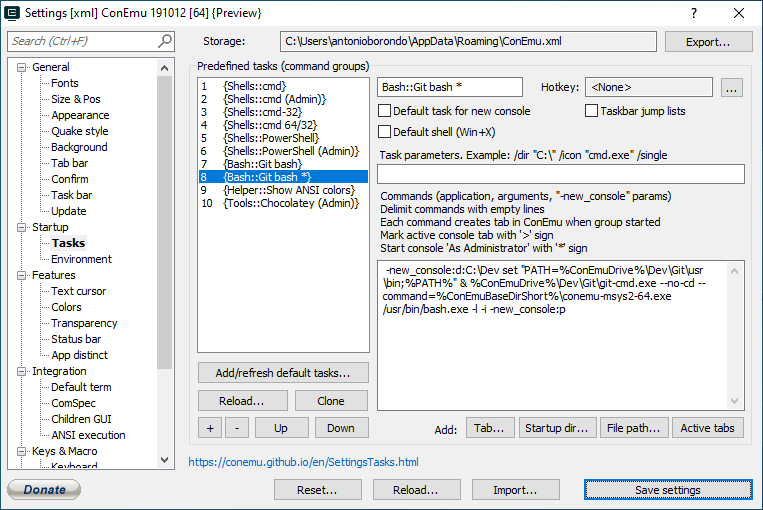 Settings [xml] ConEmu 191012 [64] {Preview}
?
Search (Ctrl+F)
Storage:
C:\Users\antonioborondo\AppData\Roaming\ConEmu.xml
Export...
General
Fonts
Size & Pos
Appearance
Quake style
Background
Tab bar
Confirm
Task bar
Update
Startup
Tasks
Environment
Features
Text cursor
Colors
Transparency
Status bar
App distinct
Integration
Default term
ComSpec
Children GUI
ANSI execution
Keys & Macro
Keyboard
Predefined tasks (command groups)
1 {Shells::cmd}
2 {Shells::cmd (Admin)}
3 {Shells::cmd-32}
4 {Shells::cmd 64/32}
5 {Shells::PowerShell}
6 {Shells::PowerShell (Admin)}
7 {Bash::Git bash}
8 {Bash::Git bash *}
9 {Helper::Show ANSI colors}
10 {Tools::Chocolatey (Admin)}
Add/refresh default tasks...
Reload...
Clone
+
-
Up
Down
Bash::Git bash *
Hotkey:
<None>
...
Default task for new console
Taskbar jump lists
Default shell (Win+X)
Task parameters. Example: /dir "C:\" /icon "cmd.exe" /single
Commands (application, arguments, "-new_console" params)
Delimit commands with empty lines
Each command creates tab in ConEmu when group started
Mark active console tab with '>' sign
Start console 'As Administrator' with '*' sign
-new_console:d:C:\Dev set "PATH=%ConEmuDrive%\Dev\Git\usr
\bin;%PATH%" & %ConEmuDrive%\Dev\Git\git-cmd.exe --no-cd --
command=%ConEmuBaseDirShort%\conemu-msys2-64.exe
/usr/bin/bash.exe -l -i -new_console:p
Add:
Tab...
Startup dir...
File path...
Active tabs
https://conemu.github.io/en/SettingsTasks.html
Donate
Reset...
Reload...
Import...
Save settings